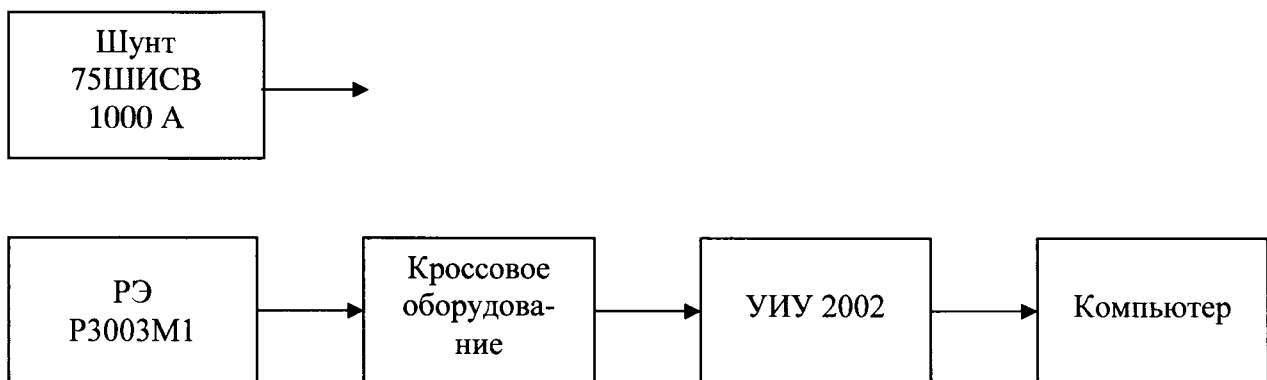 Шунт
75ШИСВ
1000 А
РЭ
Р3003М1
Кроссовое
оборудова-
ние
УИУ 2002
Компьютер